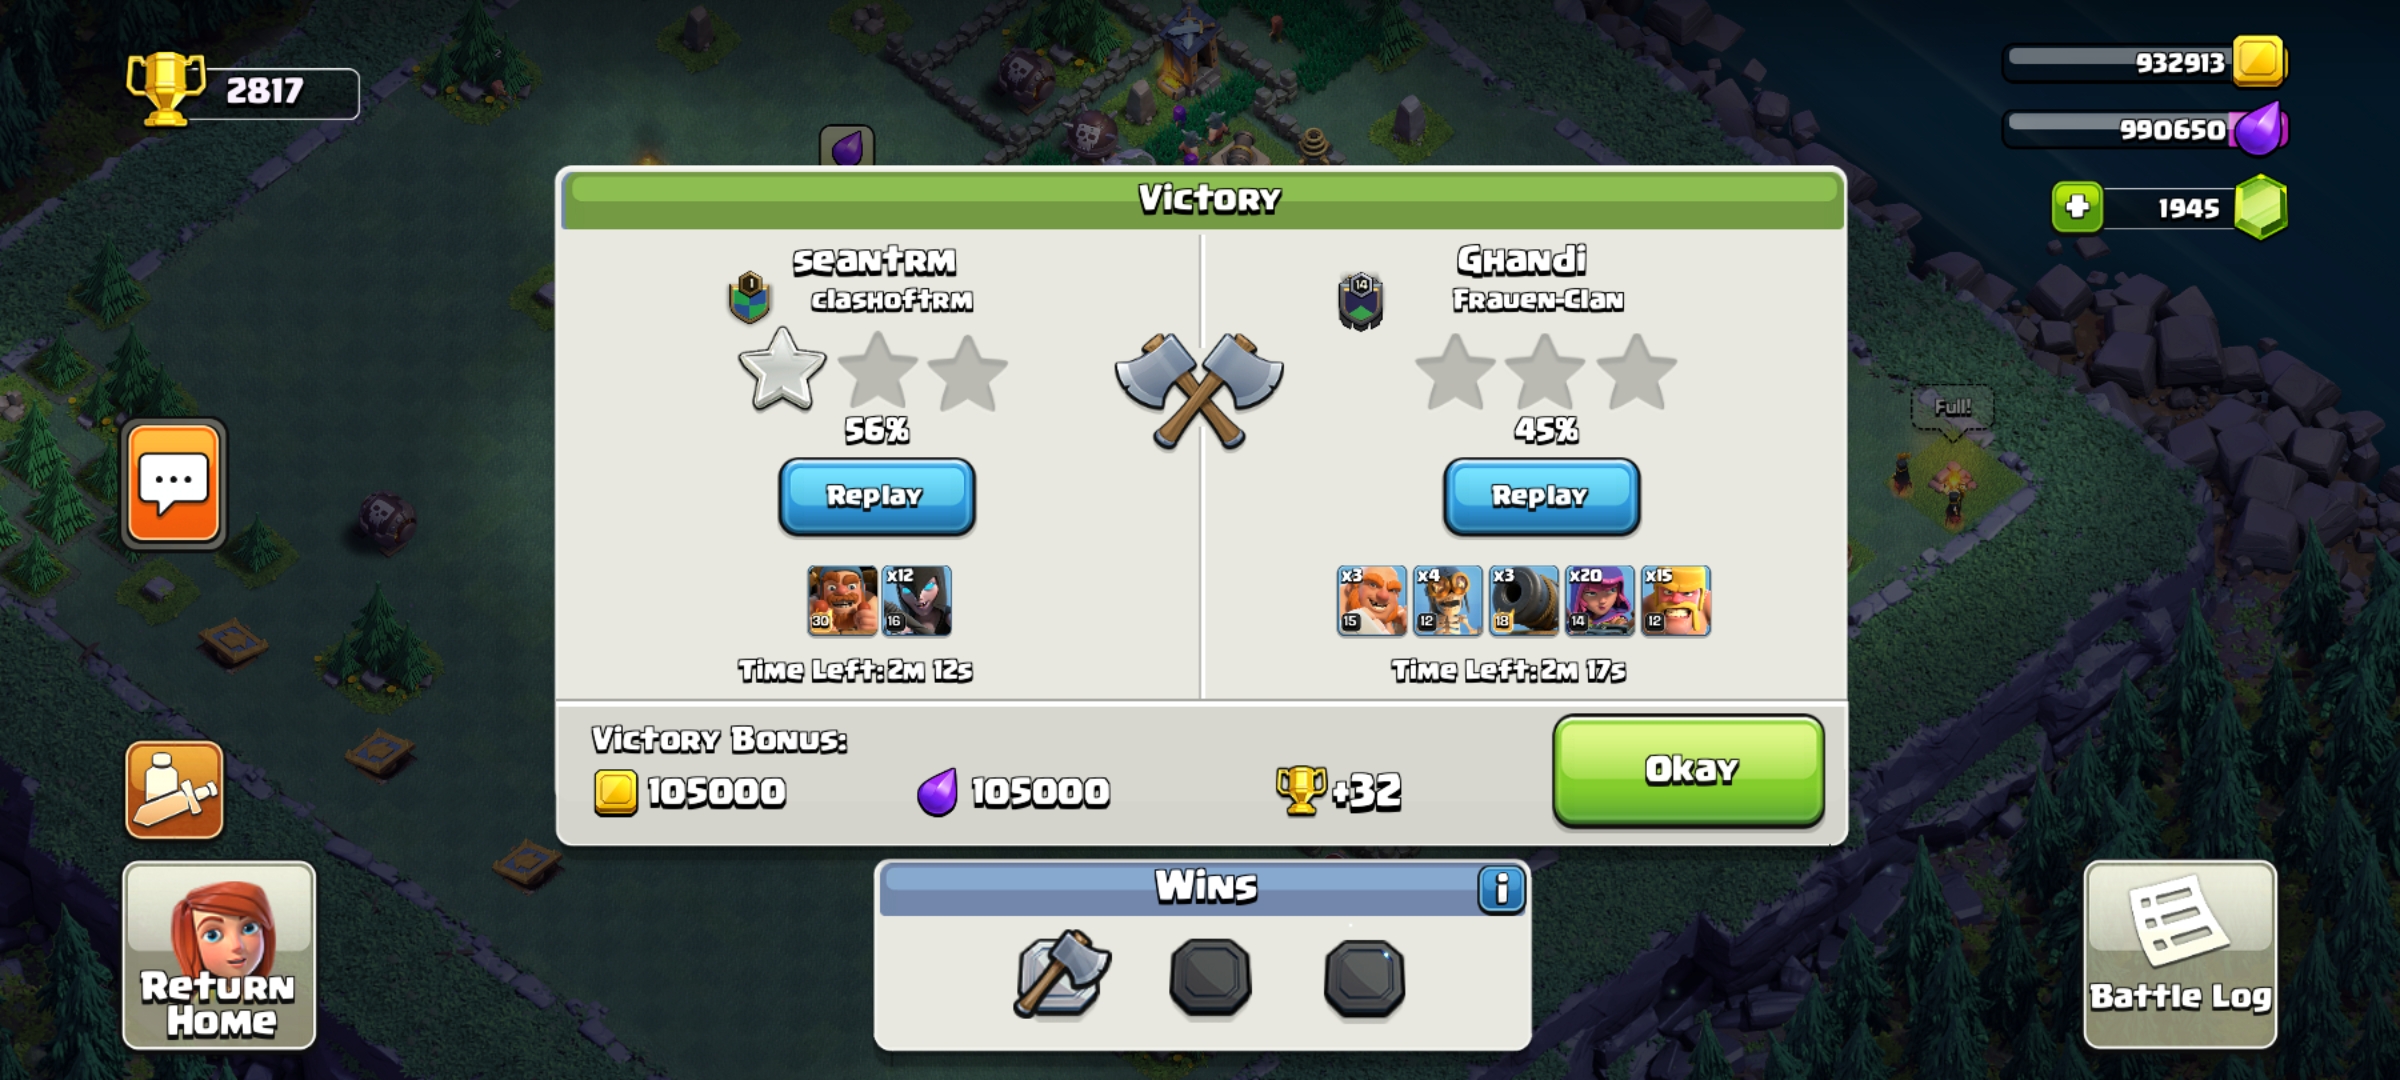 2817
932913
990650
1945
Victory
seantrm
clashoftrm
1
56%
Replay
30
x12
16
Time Left:2m 12s
Ghandi
Frauen-Clan
14
45%
Replay
x3
15
x4
12
x3
18
x20
14
x15
12
Time Left:2m 17s
Full!
Victory Bonus:
105000
105000
+32
Okay
Wins
i
Return
Home
Battle Log